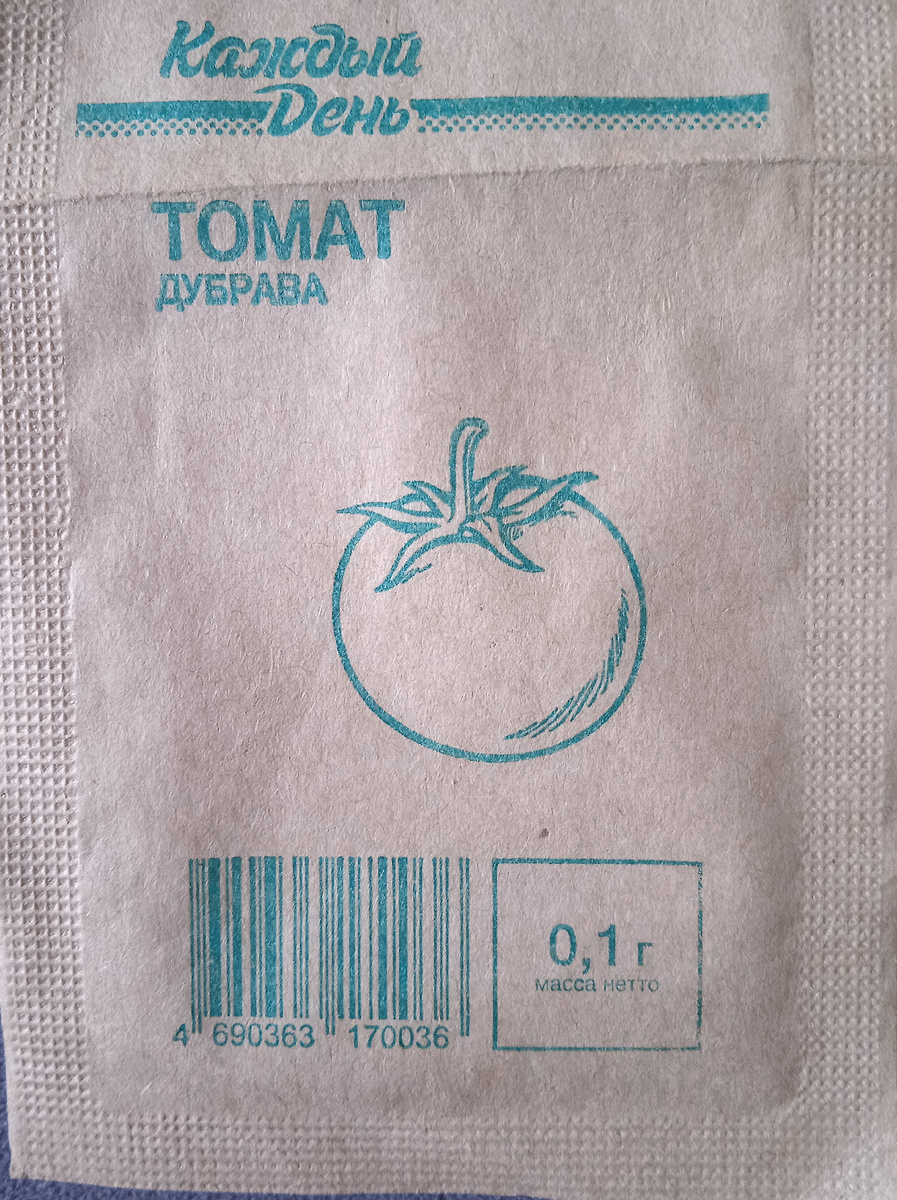 Каждый
День
ТОМАТ
ДУБРАВА
0,1 г
масса нетто
4 690363 170036